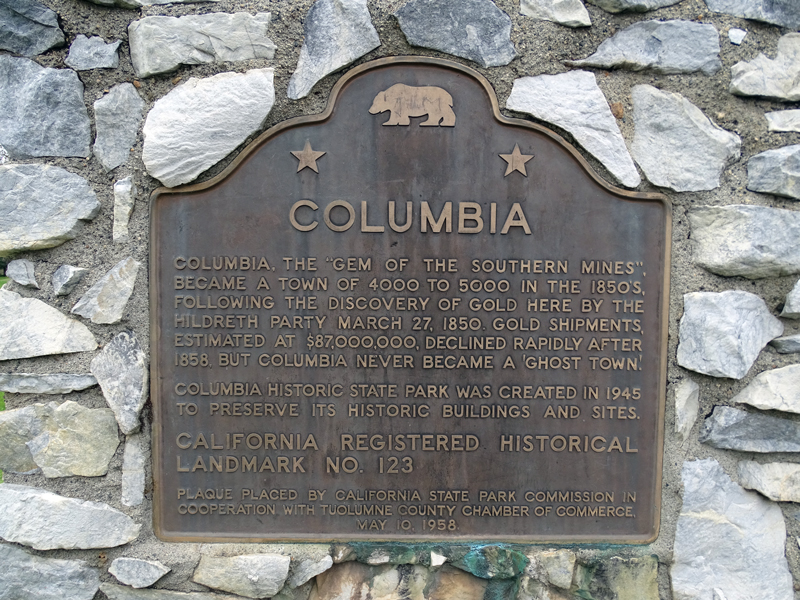 COLUMBIA
COLUMBIA, THE "GEM OF THE SOUTHERN MINES",
BECAME A TOWN OF 4000 TO 5000 IN THE 1850'S,
FOLLOWING THE DISCOVERY OF GOLD HERE BY THE
HILDRETH PARTY MARCH 27, 1850. GOLD SHIPMENTS,
ESTIMATED AT $87,000,000, DECLINED RAPIDLY AFTER
1858, BUT COLUMBIA NEVER BECAME A 'GHOST TOWN'.
COLUMBIA HISTORIC STATE PARK WAS CREATED IN 1945
TO PRESERVE ITS HISTORIC BUILDINGS AND SITES.
CALIFORNIA REGISTERED HISTORICAL
LANDMARK NO. 123
PLAQUE PLACED BY CALIFORNIA STATE PARK COMMISSION IN
COOPERATION WITH TUOLUMNE COUNTY CHAMBER OF COMMERCE,
MAY 10, 1958.